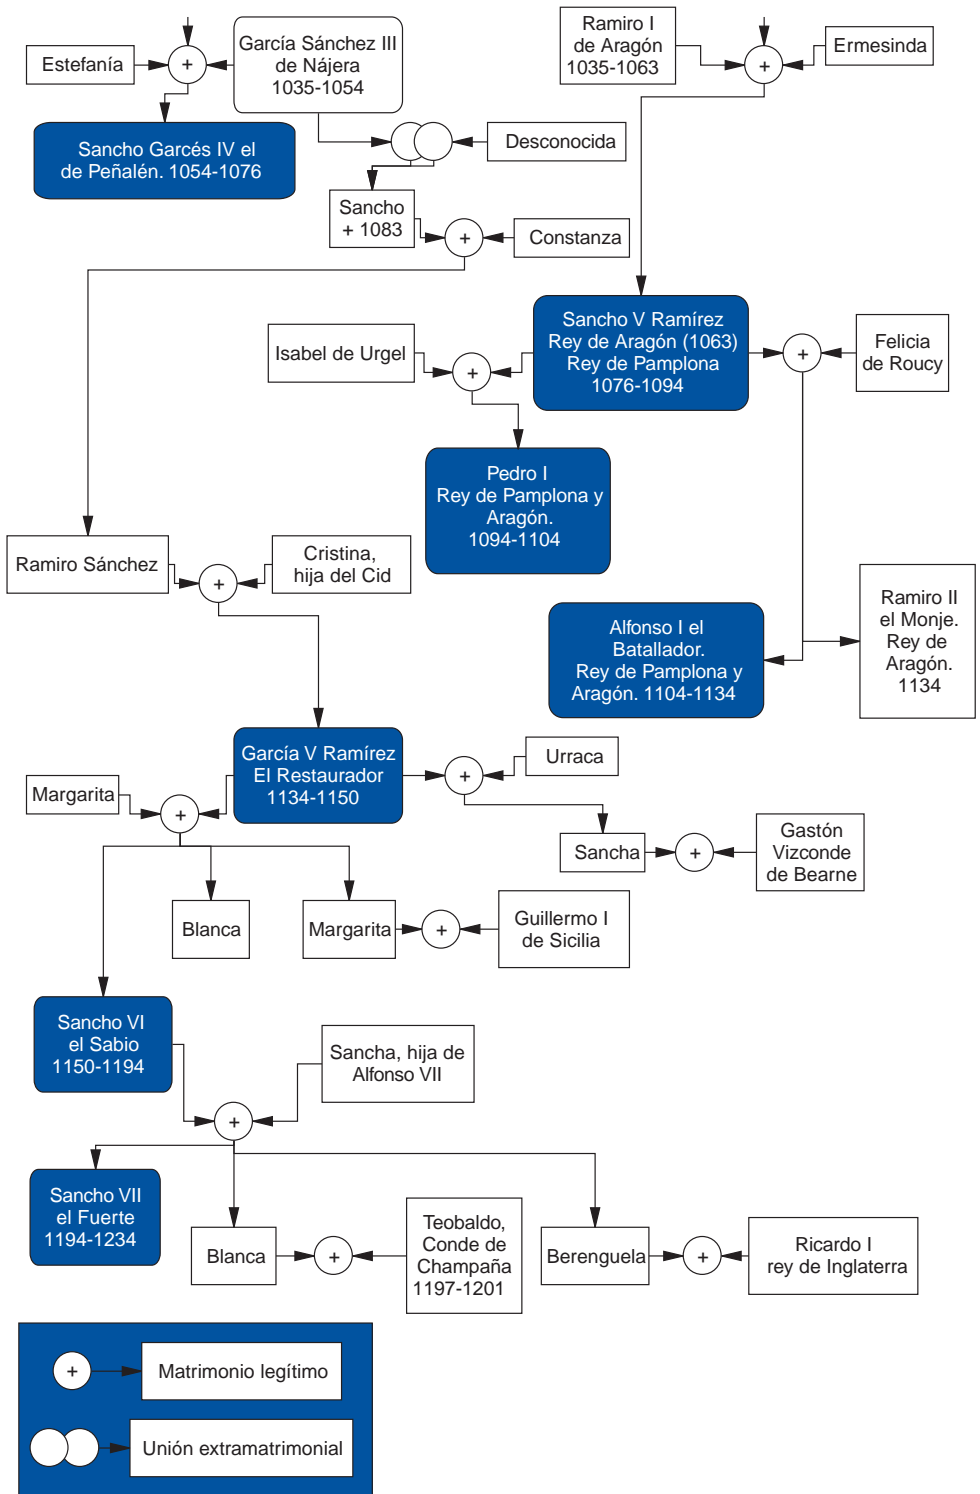 Estefanía
+
García Sánchez III
de Nájera
1035-1054
Ramiro I
de Aragón
1035-1063
+
Ermesinda
Sancho Garcés IV el
de Peñalén. 1054-1076
Desconocida
Sancho
+ 1083
+
Constanza
Isabel de Urgel
+
Sancho V Ramírez
Rey de Aragón (1063)
Rey de Pamplona
1076-1094
+
Felicia
de Roucy
Pedro I
Rey de Pamplona y
Aragón.
1094-1104
Ramiro Sánchez
+
Cristina,
hija del Cid
Alfonso I el
Batallador.
Rey de Pamplona y
Aragón. 1104-1134
Ramiro II
el Monje.
Rey de
Aragón.
1134
Margarita
+
García V Ramírez
El Restaurador
1134-1150
+
Urraca
Sancha
+
Gastón
Vizconde
de Bearne
Blanca
Margarita
+
Guillermo I
de Sicilia
Sancho VI
el Sabio
1150-1194
+
Sancha, hija de
Alfonso VII
Sancho VII
el Fuerte
1194-1234
Blanca
+
Teobaldo,
Conde de
Champaña
1197-1201
Berenguela
+
Ricardo I
rey de Inglaterra
+
Matrimonio legítimo
Unión extramatrimonial